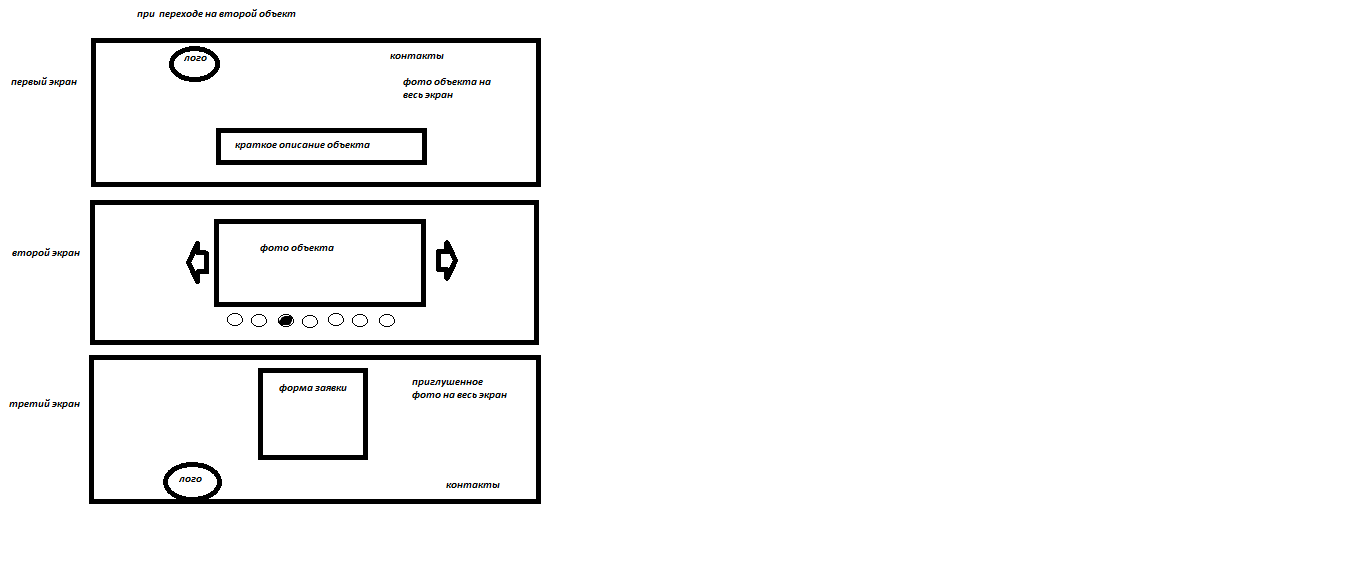 при переходе на второй объект
лого
контакты
первый экран
фото объекта на
весь экран
краткое описание объекта
второй экран
фото объекта
третий экран
форма заявки
приглушенное
фото на весь экран
лого
контакты